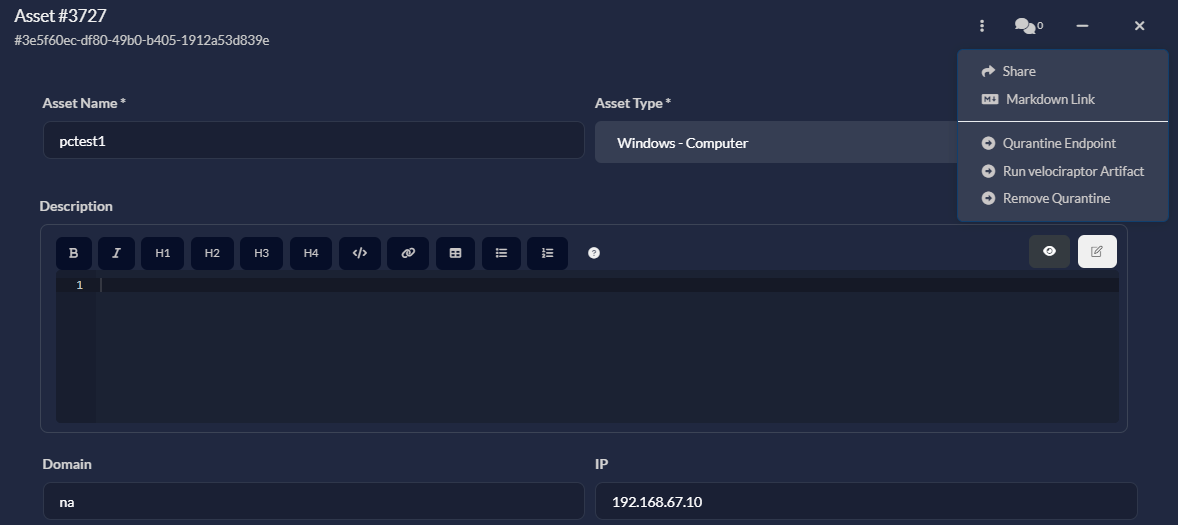 Asset #3727
#3e5f60ec-df80-49b0-b405-1912a53d839e
0
Share
Markdown Link
Qurantine Endpoint
Run velociraptor Artifact
Remove Qurantine
Asset Name *
Asset Type *
pctest1
Windows - Computer
Description
B I H1 H2 H3 H4 </>
1
Domain
IP
na
192.168.67.10